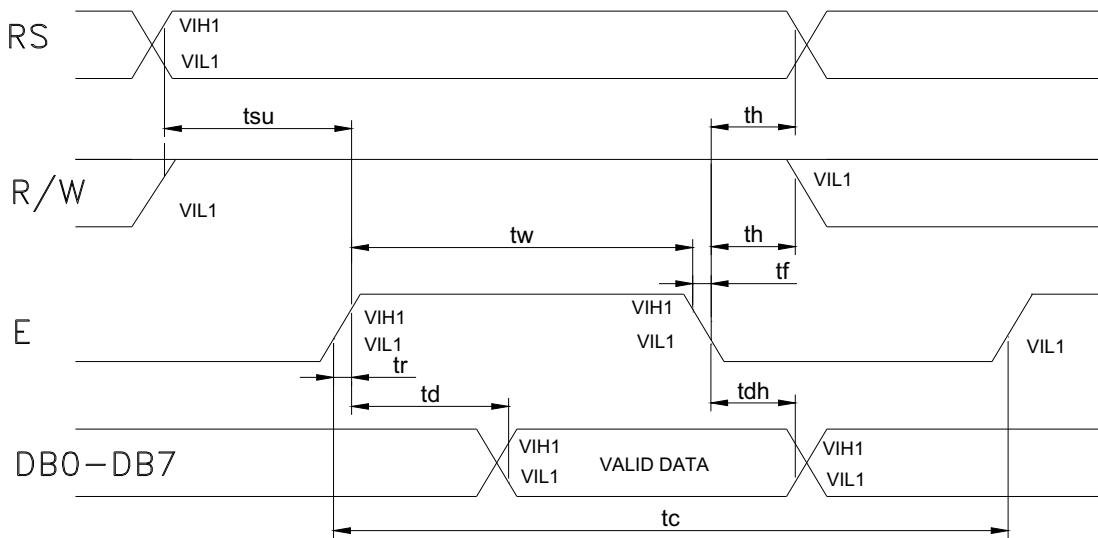 RS
VIH1
VIL1
tsu
th
R/W
VIL1
VIL1
tw
th
tf
E
VIH1
VIL1
VIH1
VIL1
VIL1
tr
td
tdh
DB0-DB7
VIH1
VIL1
VALID DATA
VIH1
VIL1
tc